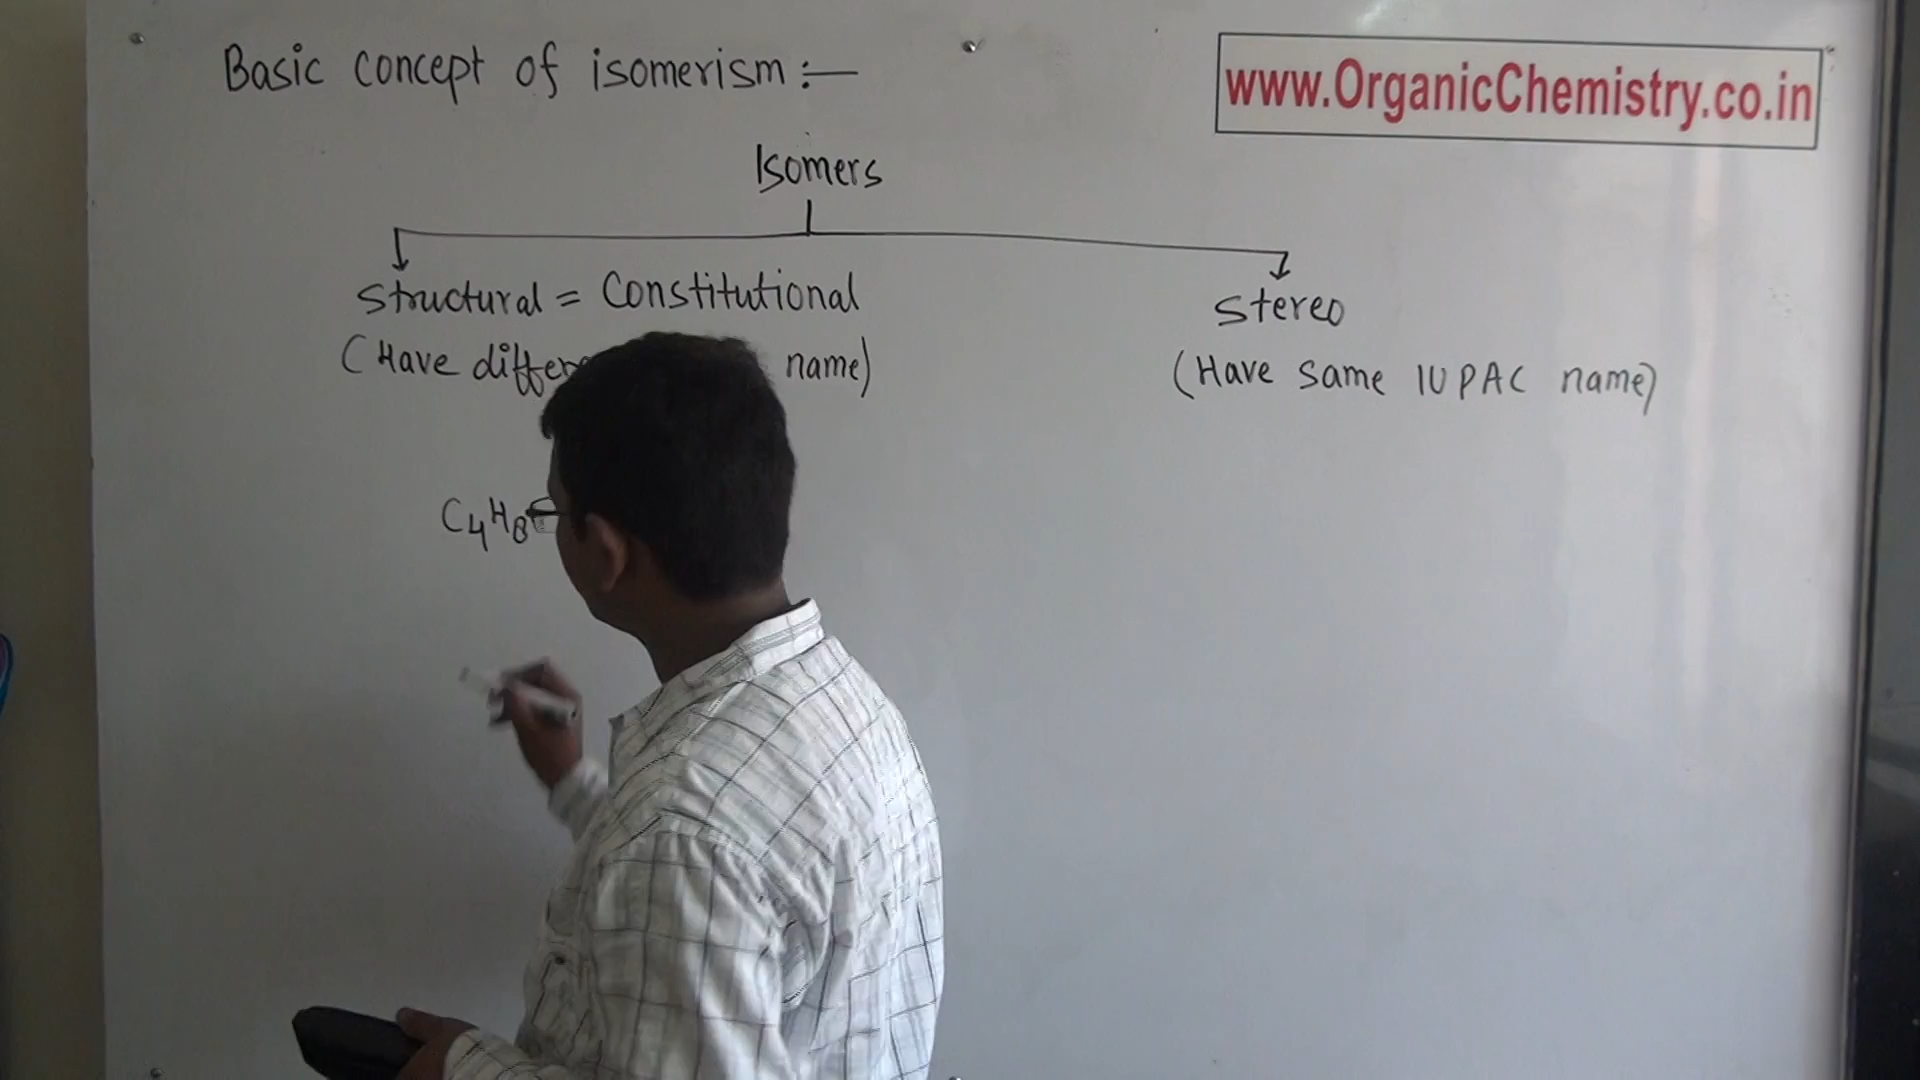 Basic concept of isomerism :—
www.OrganicChemistry.co.in
Isomers
Structural = Constitutional
Stereo
(Have name)
(Have same IUPAC name)
C4H8